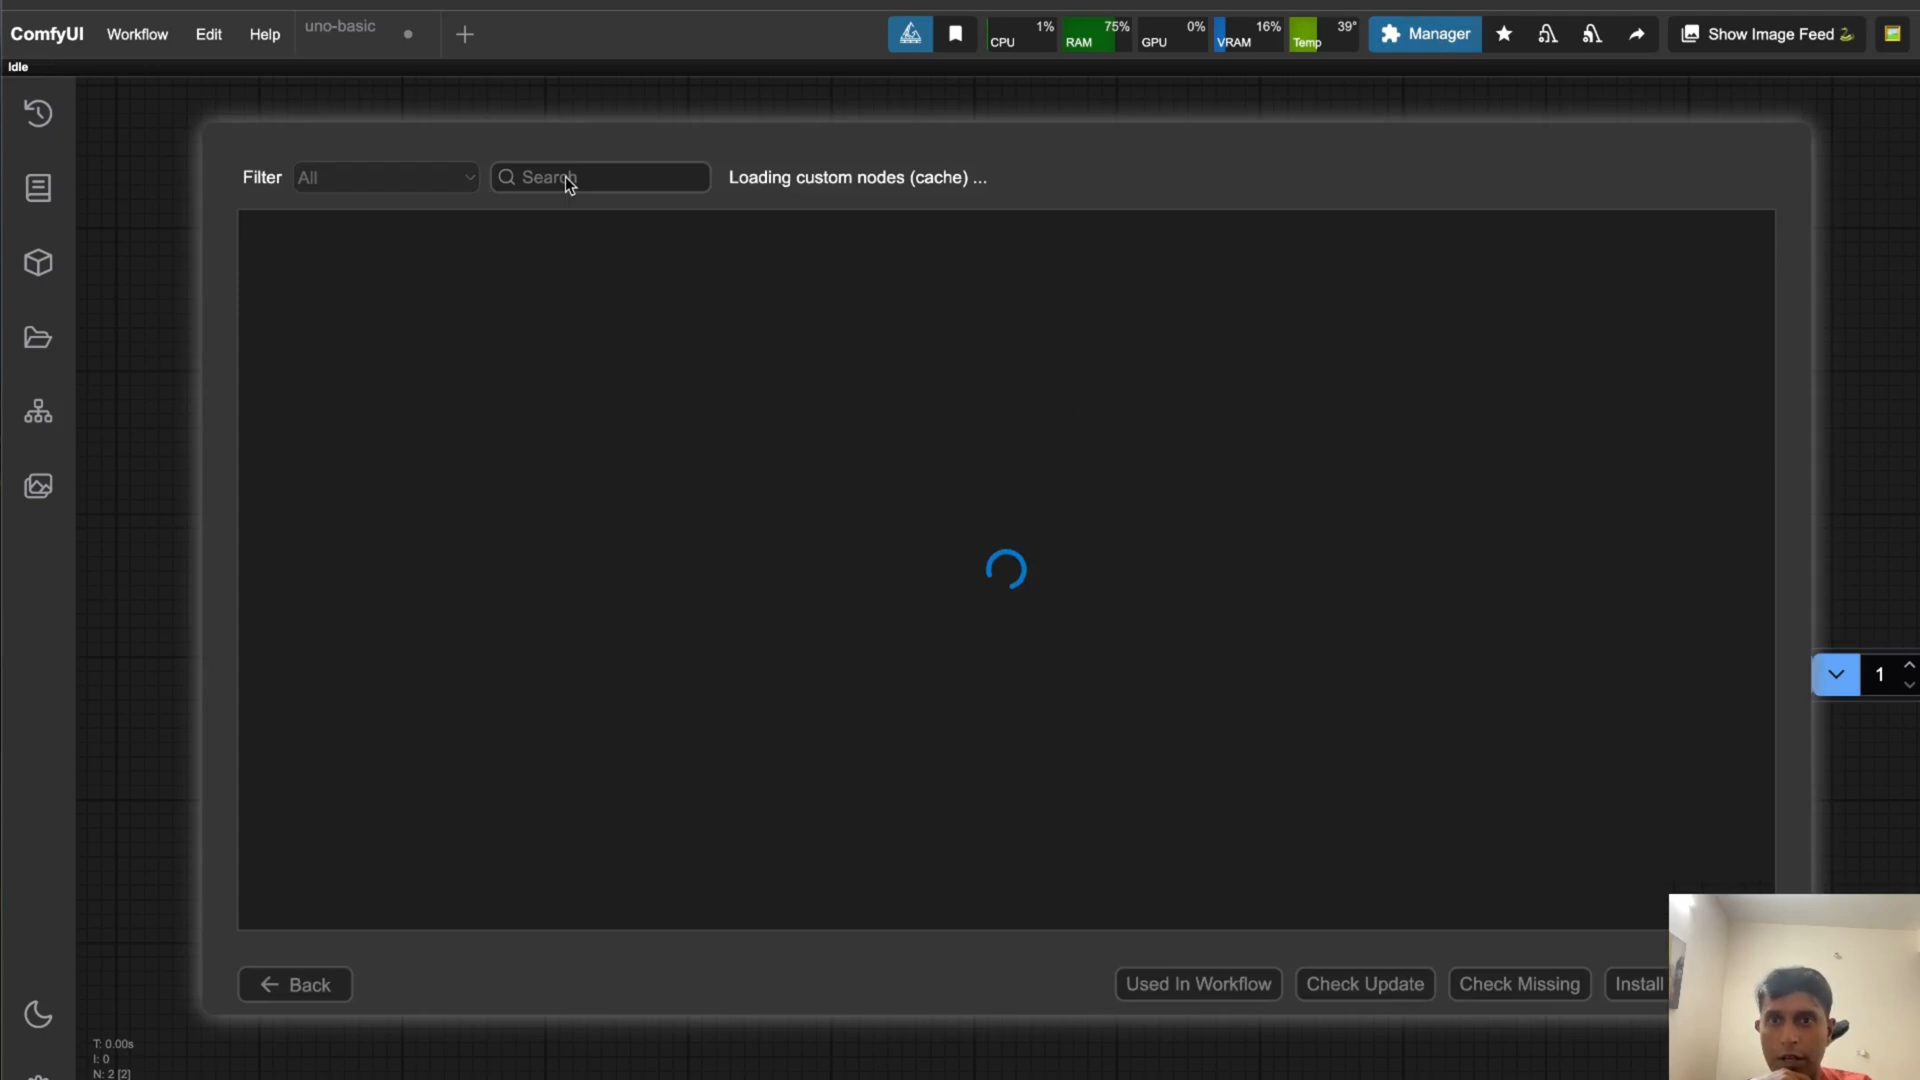 ComfyUI Workflow Edit Help uno-basic
CPU 1% RAM 75% GPU 0% VRAM 16% Temp 39° Manager Show Image Feed
Idle
Filter All Search Loading custom nodes (cache) ...
1
Back Used In Workflow Check Update Check Missing Install
T: 0.00s
I: 0
N: 2 [2]